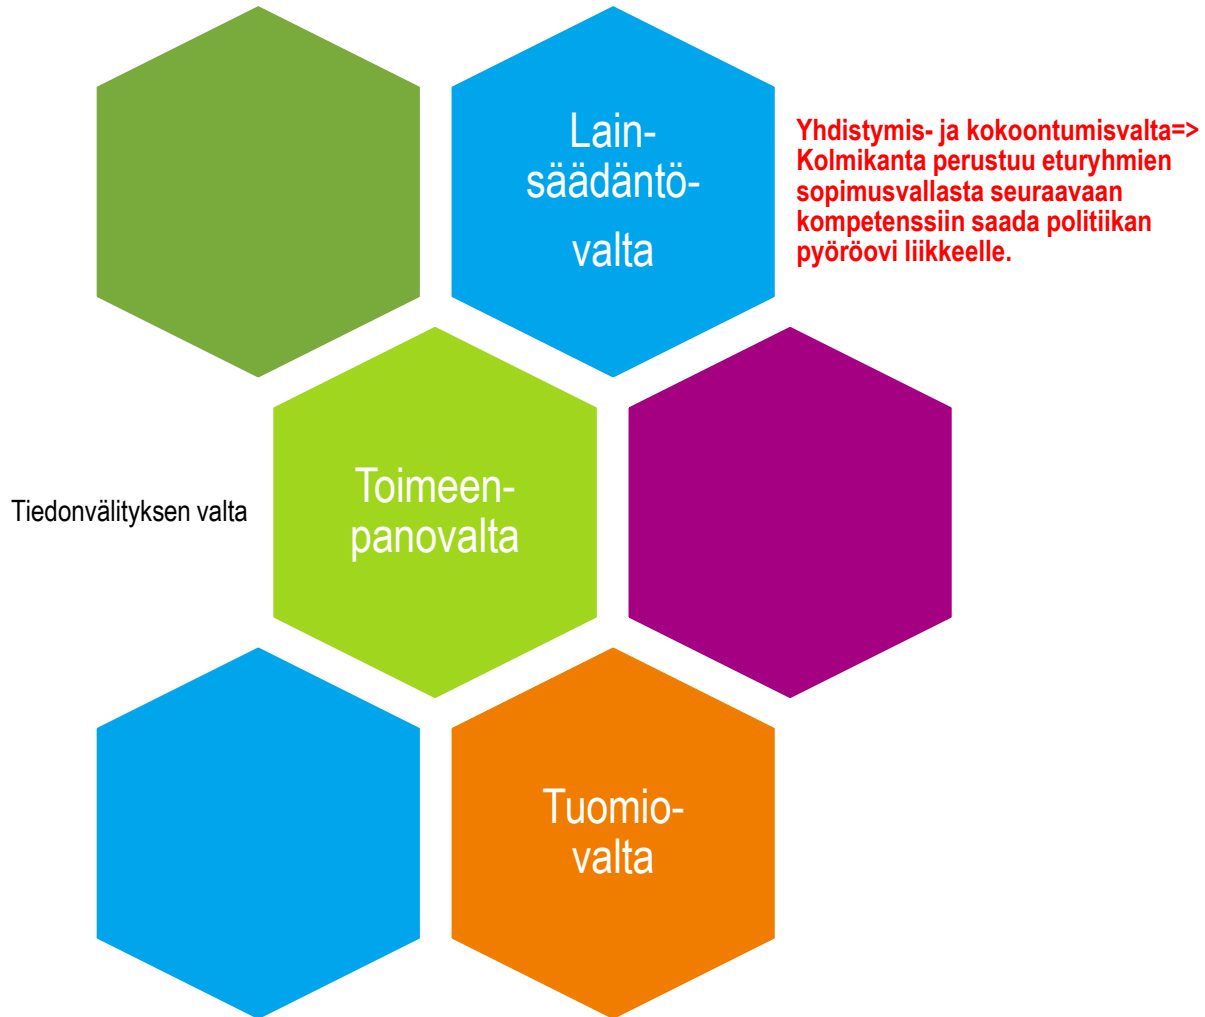 Lain-
säädäntö-
valta
Yhdistymis- ja kokoontumisvalta=>
Kolmikanta perustuu eturyhmien
sopimusvallasta seuraavaan
kompetenssiin saada politiikan
pyöröovi liikkeelle.
Tiedonvälityksen valta
Toimeen-
panovalta
Tuomio-
valta